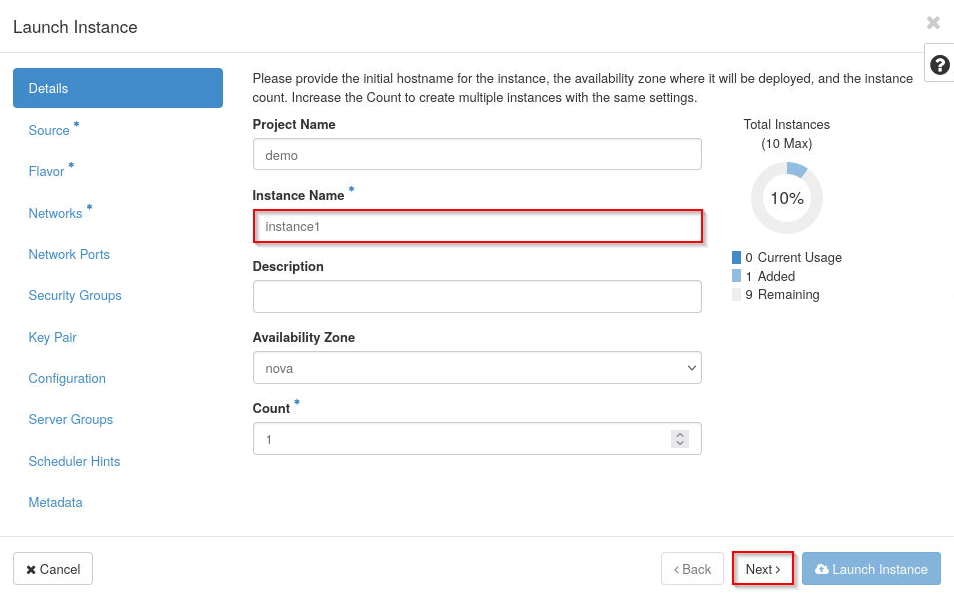 Launch Instance
Details
Source *
Flavor *
Networks *
Network Ports
Security Groups
Key Pair
Configuration
Server Groups
Scheduler Hints
Metadata
Please provide the initial hostname for the instance, the availability zone where it will be deployed, and the instance
count. Increase the Count to create multiple instances with the same settings.
Project Name
demo
Instance Name *
instance1
Description
Availability Zone
nova
Count *
1
Total Instances
(10 Max)
10%
0 Current Usage
1 Added
9 Remaining
Cancel
< Back
Next >
Launch Instance